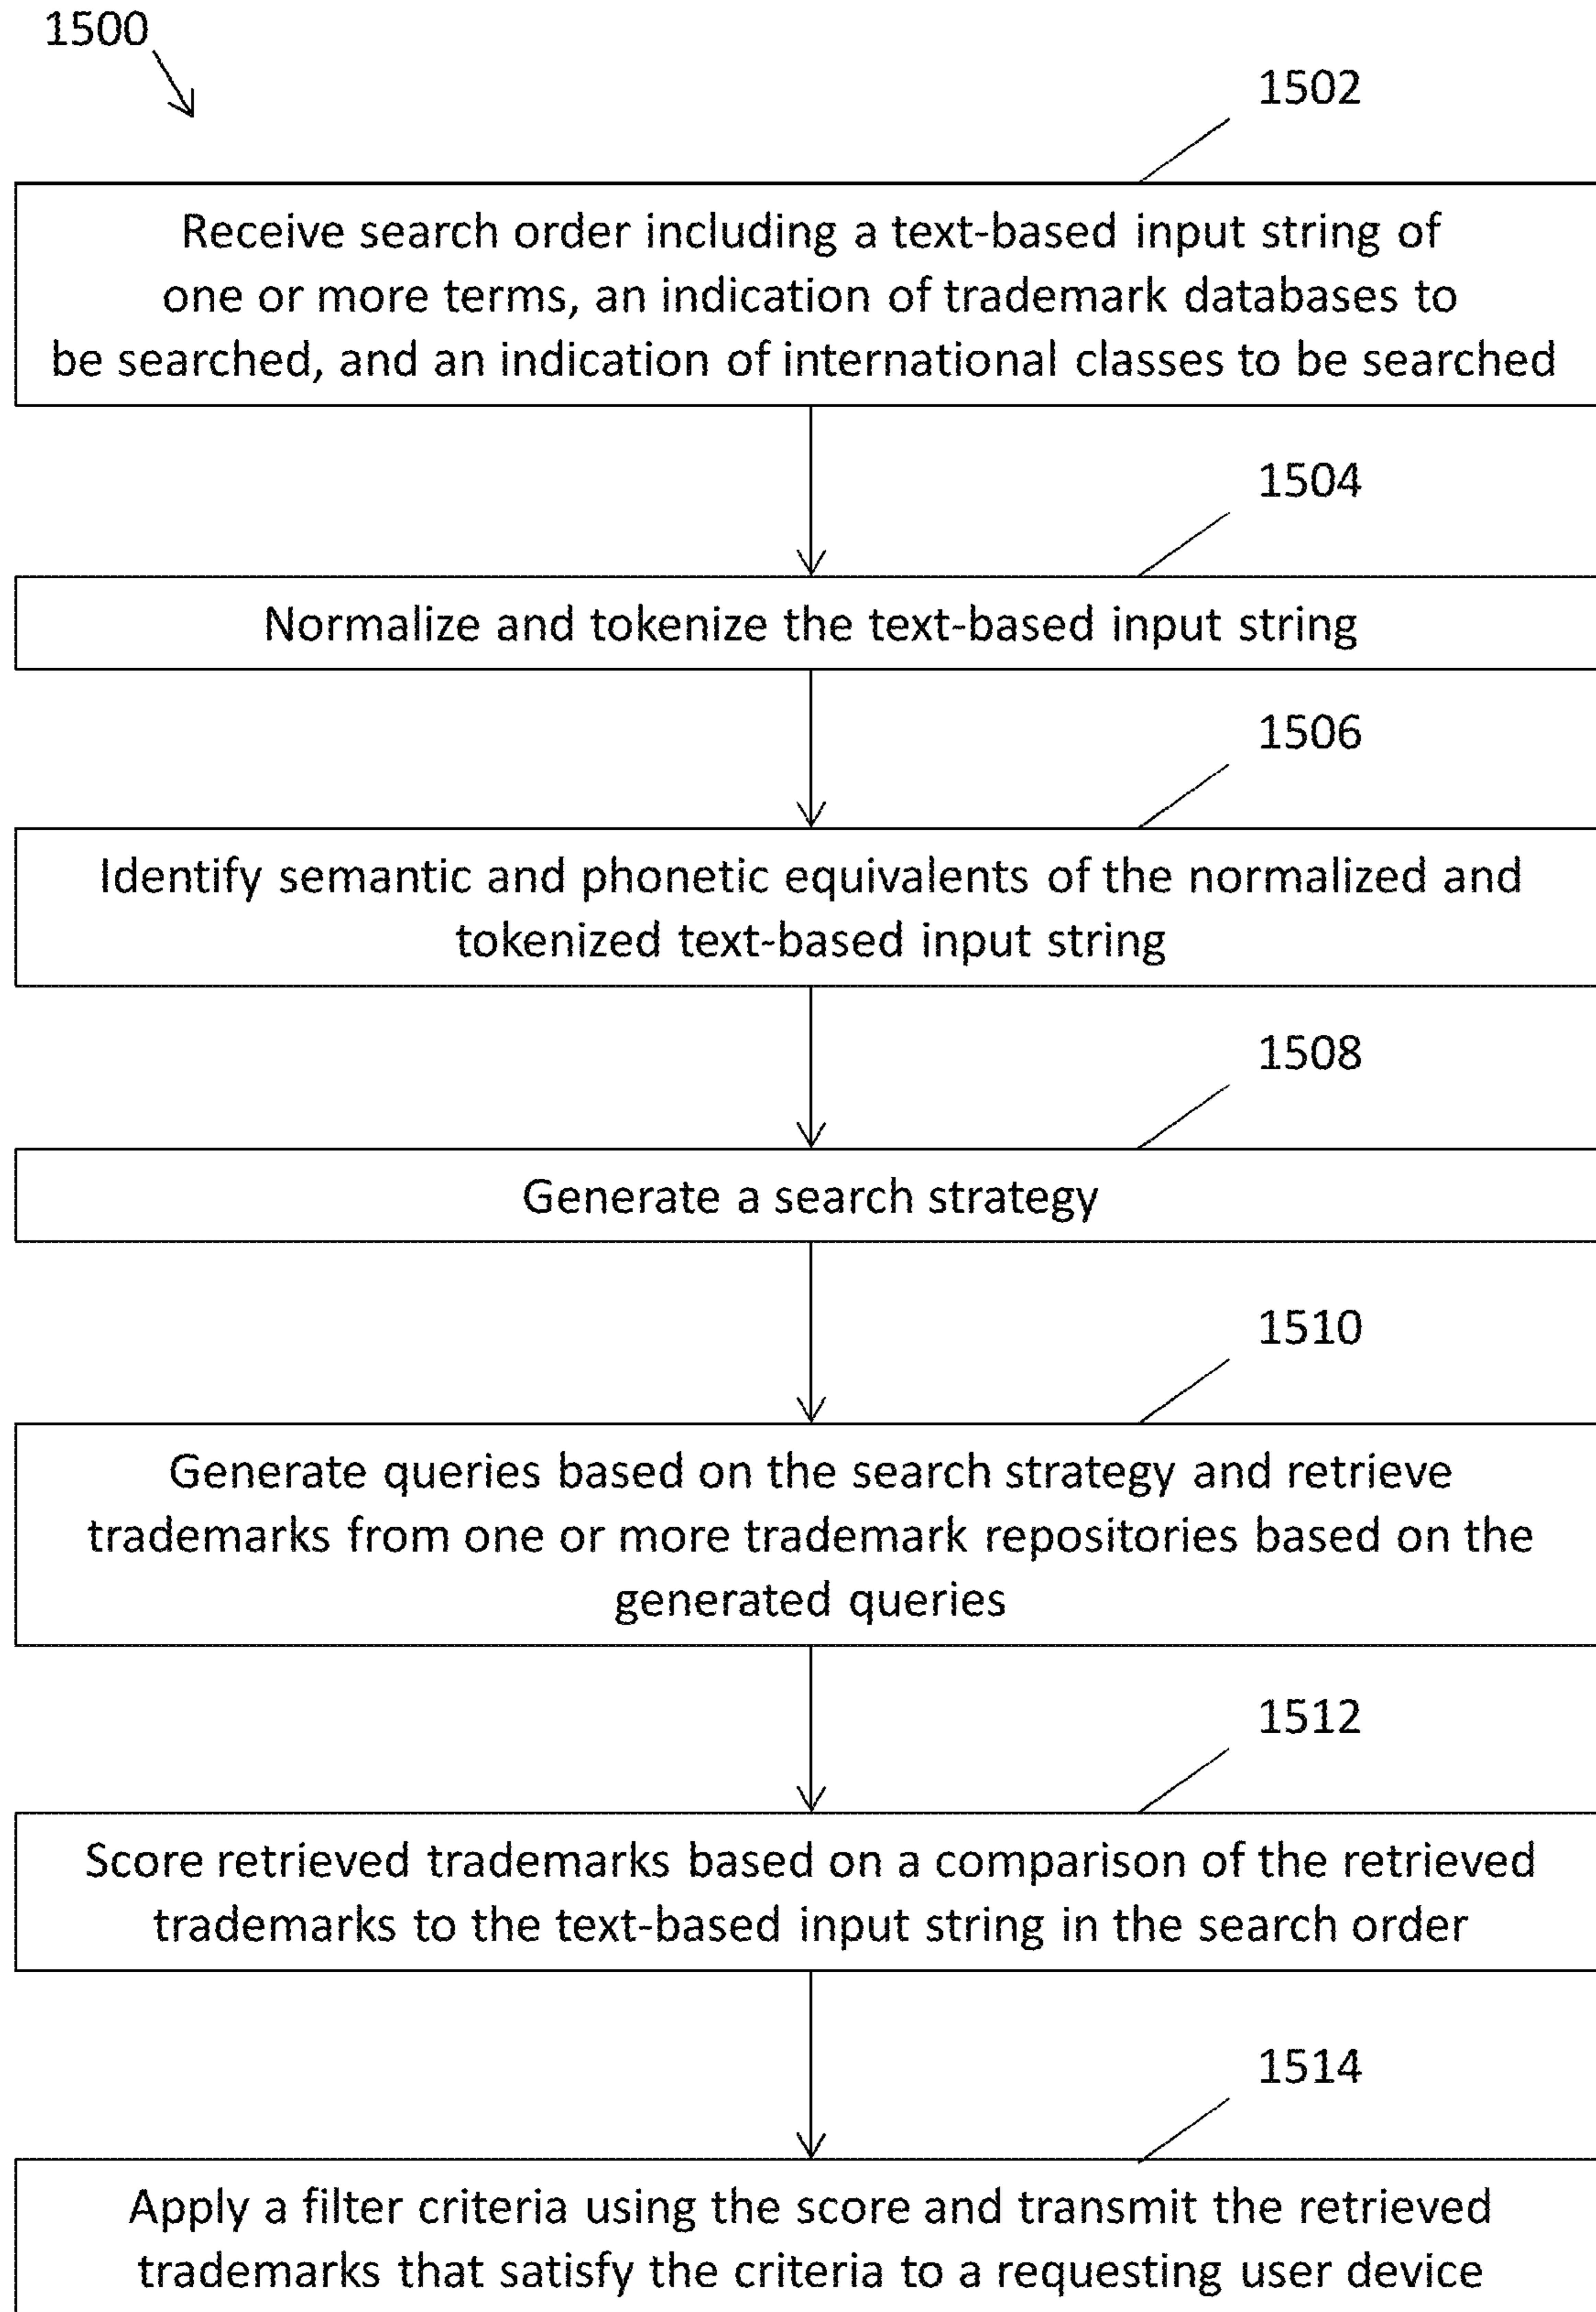 1500
1502
Receive search order including a text-based input string of
one or more terms, an indication of trademark databases to
be searched, and an indication of international classes to be searched
1504
Normalize and tokenize the text-based input string
1506
Identify semantic and phonetic equivalents of the normalized and
tokenized text-based input string
1508
Generate a search strategy
1510
Generate queries based on the search strategy and retrieve
trademarks from one or more trademark repositories based on the
generated queries
1512
Score retrieved trademarks based on a comparison of the retrieved
trademarks to the text-based input string in the search order
1514
Apply a filter criteria using the score and transmit the retrieved
trademarks that satisfy the criteria to a requesting user device